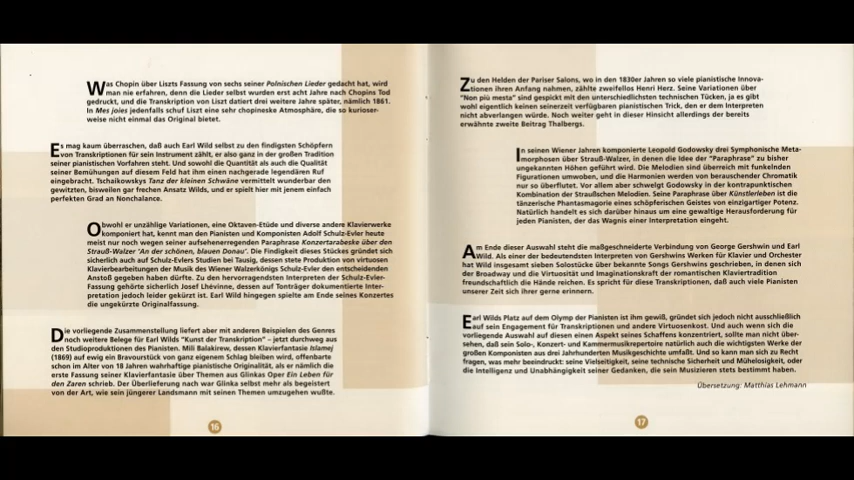 Was Chopin über Liszts Fassung von sechs seiner Polnischen Lieder gedacht hat, wird
man nie erfahren, denn die Lieder selbst wurden erst acht Jahre nach Chopins Tod
gedruckt, und die Transkription von Liszt datiert drei weitere Jahre später, nämlich 1861.
In Mes joies jedenfalls schuf Liszt eine sehr chopineske Atmosphäre, die so kurioser-
weise nicht einmal das Original bietet.
Es mag kaum überraschen, daß auch Earl Wild selbst zu den findigsten Schöpfern
von Transkriptionen für sein Instrument zählt, er also ganz in der großen Tradition
seiner pianistischen Vorfahren steht. Und sowohl die Quantität als auch die Qualität
seiner Bemühungen auf diesem Feld hat ihm einen nachgerade legendären Ruf
eingebracht. Tschaikowskys Tanz der kleinen Schwäne vermittelt wunderbar den
gewitzten, bisweilen gar frechen Ansatz Wilds, und er spielt hier mit jenem einfach
perfekten Grad an Nonchalance.
Obwohl er unzählige Variationen, eine Oktaven-Etüde und diverse andere Klavierwerke
komponiert hat, kennt man den Pianisten und Komponisten Adolf Schulz-Evler heute
meist nur noch wegen seiner aufsehenerregenden Paraphrase Konzertarabeske über den
Strauß-Walzer 'An der schönen, blauen Donau'. Die Findigkeit dieses Stückes gründet sich
sicherlich auch auf Schulz-Evlers Studien bei Tausig, dessen stete Produktion von virtuosen
Klavierbearbeitungen der Musik des Wiener Walzerkönigs Schulz-Evler den entscheidenden
Anstoß gegeben haben dürfte. Zu den hervorragendsten Interpreten der Schulz-Evler-
Fassung gehörte sicherlich Josef Lhévinne, dessen auf Tonträger dokumentierte Inter-
pretation jedoch leider gekürzt ist. Earl Wild hingegen spielte am Ende seines Konzertes
die ungekürzte Originalfassung.
Die vorliegende Zusammenstellung liefert aber mit anderen Beispielen des Genres
noch weitere Belege für Earl Wilds "Kunst der Transkription" – jetzt durchweg aus
den Studioproduktionen des Pianisten. Mili Balakirew, dessen Klavierfantasie Islamej
(1869) auf ewig ein Bravourstück von ganz eigenem Schlag bleiben wird, offenbarte
schon im Alter von 18 Jahren wahrhaftige pianistische Originalität, als er nämlich die
erste Fassung seiner Klavierfantasie über Themen aus Glinkas Oper Ein Leben für
den Zaren schrieb. Der Überlieferung nach war Glinka selbst mehr als begeistert
von der Art, wie sein jüngerer Landsmann mit seinen Themen umzugehen wußte.
16
Zu den Helden der Pariser Salons, wo in den 1830er Jahren so viele pianistische Innova-
tionen ihren Anfang nahmen, zählte zweifellos Henri Herz. Seine Variationen über
"Non più mesta" sind gespickt mit den unterschiedlichsten technischen Tücken, ja es gibt
wohl eigentlich keinen seinerzeit verfügbaren pianistischen Trick, den er dem Interpreten
nicht abverlangen würde. Noch weiter geht in dieser Hinsicht allerdings der bereits
erwähnte zweite Beitrag Thalbergs.
In seinen Wiener Jahren komponierte Leopold Godowsky drei Symphonische Meta-
morphosen über Strauß-Walzer, in denen die Idee der "Paraphrase" zu bisher
ungekannten Höhen geführt wird. Die Melodien sind überreich mit funkelnden
Figurationen umwoben, und die Harmonien werden von berauschender Chromatik
nur so überflutet. Vor allem aber schwelgt Godowsky in der kontrapunktischen
Kombination der Straußschen Melodien. Seine Paraphrase über Künstlerleben ist die
tänzerische Phantasmagorie eines schöpferischen Geistes von einzigartiger Potenz.
Natürlich handelt es sich darüber hinaus um eine gewaltige Herausforderung für
jeden Pianisten, der das Wagnis einer Interpretation eingeht.
Am Ende dieser Auswahl steht die maßgeschneiderte Verbindung von George Gershwin und Earl
Wild. Als einer der bedeutendsten Interpreten von Gershwins Werken für Klavier und Orchester
hat Wild insgesamt sieben Solostücke über bekannte Songs Gershwins geschrieben, in denen sich
der Broadway und die Virtuosität und Imaginationskraft der romantischen Klaviertradition
freundschaftlich die Hände reichen. Es spricht für diese Transkriptionen, daß auch viele Pianisten
unserer Zeit sich ihrer gerne erinnern.
Earl Wilds Platz auf dem Olymp der Pianisten ist ihm gewiß, gründet sich jedoch nicht ausschließlich
auf sein Engagement für Transkriptionen und andere Virtuosenkost. Und auch wenn sich die
vorliegende Auswahl auf diesen einen Aspekt seines Schaffens konzentriert, sollte man nicht über-
sehen, daß sein Solo-, Konzert- und Kammermusikrepertoire natürlich auch die wichtigsten Werke der
großen Komponisten aus drei Jahrhunderten Musikgeschichte umfaßt. Und so kann man sich zu Recht
fragen, was mehr beeindruckt: seine Vielseitigkeit, seine technische Sicherheit und Mühelosigkeit, oder
die Intelligenz und Unabhängigkeit seiner Gedanken, die sein Musizieren stets bestimmt haben.
Übersetzung: Matthias Lehmann
17